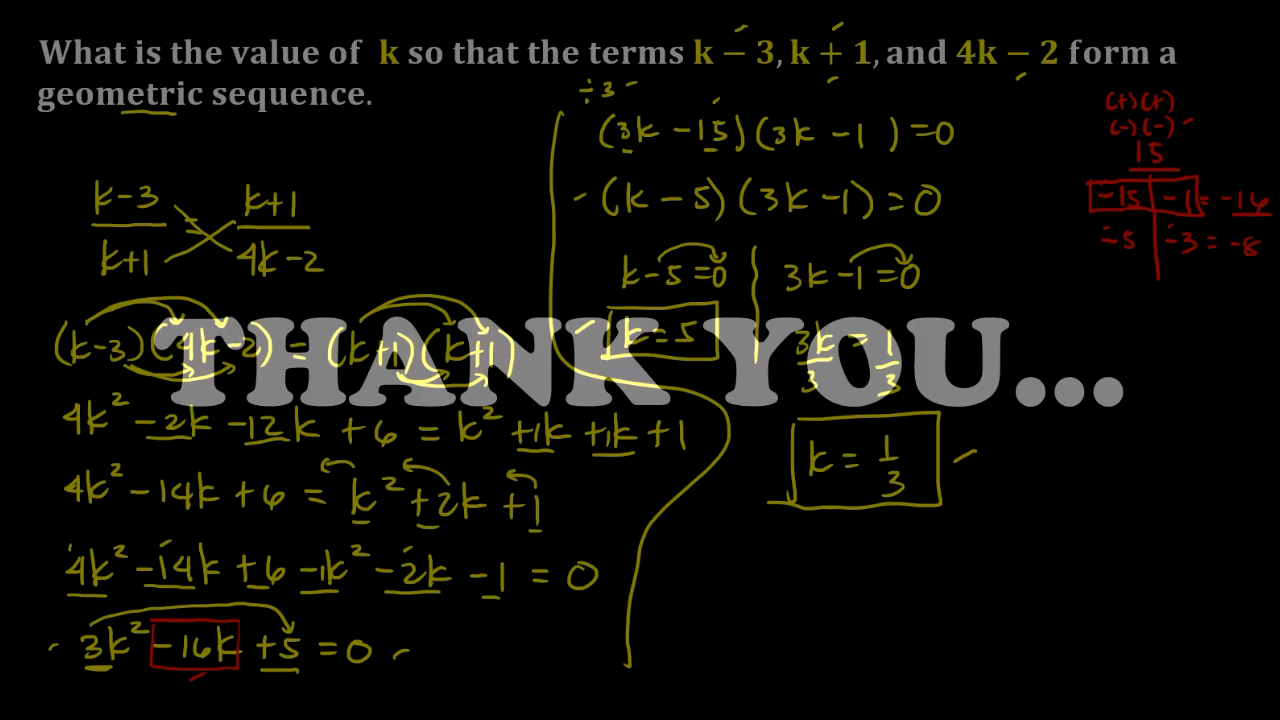 What is the value of k so that the terms k − 3, k + 1, and 4k − 2 form a
geometric sequence.
k-3 / k+1 = k+1 / 4k-2
(k-3)(4k-2) = (k+1)(k+1)
4k² -2k -12k +6 = k² +1k +1k +1
4k² -14k +6 = k² +2k +1
4k² -14k +6 -1k² -2k -1 = 0
3k² -16k +5 = 0
÷3
(3k -15)(3k -1) =0
(k -5)(3k -1) = 0
k-5 =0
k=5
3k-1=0
3k/3 = 1/3
k = 1/3
(+)(+)
(-)(-)
15
-15 | -1 = -16
-5 | -3 = -8
THANK YOU...